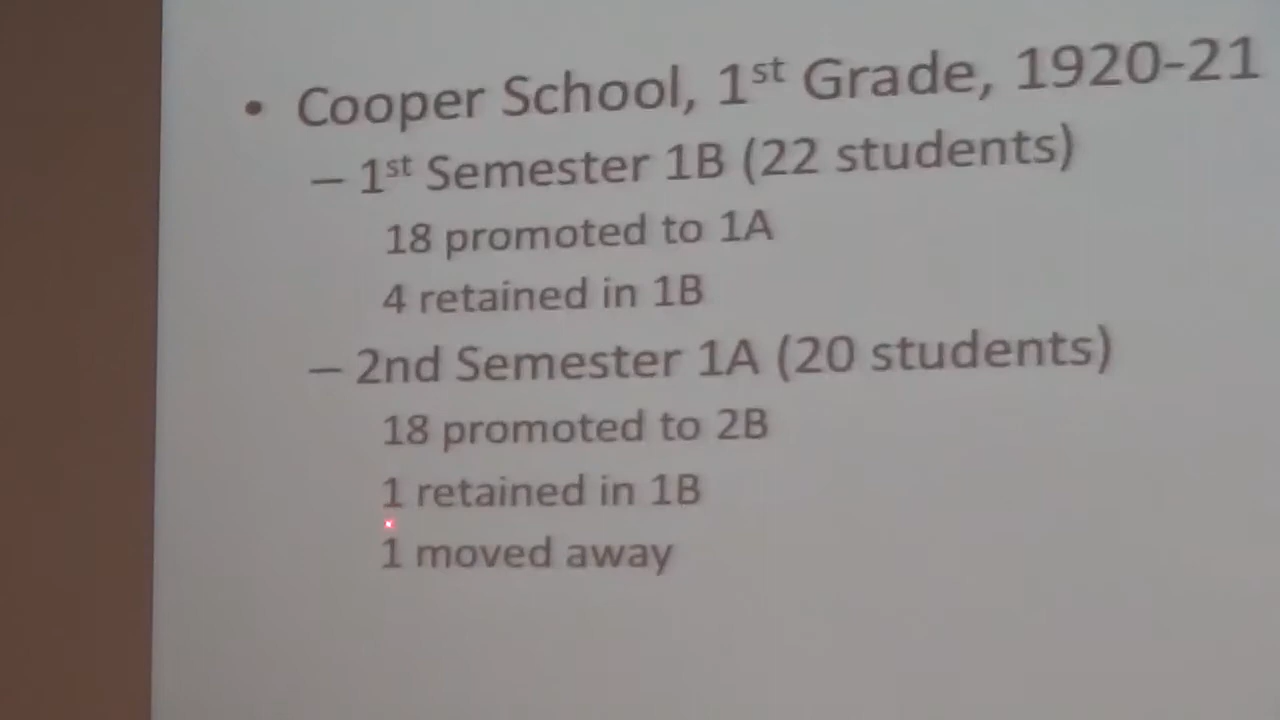 • Cooper School, 1st Grade, 1920-21
– 1st Semester 1B (22 students)
18 promoted to 1A
4 retained in 1B
– 2nd Semester 1A (20 students)
18 promoted to 2B
1 retained in 1B
1 moved away